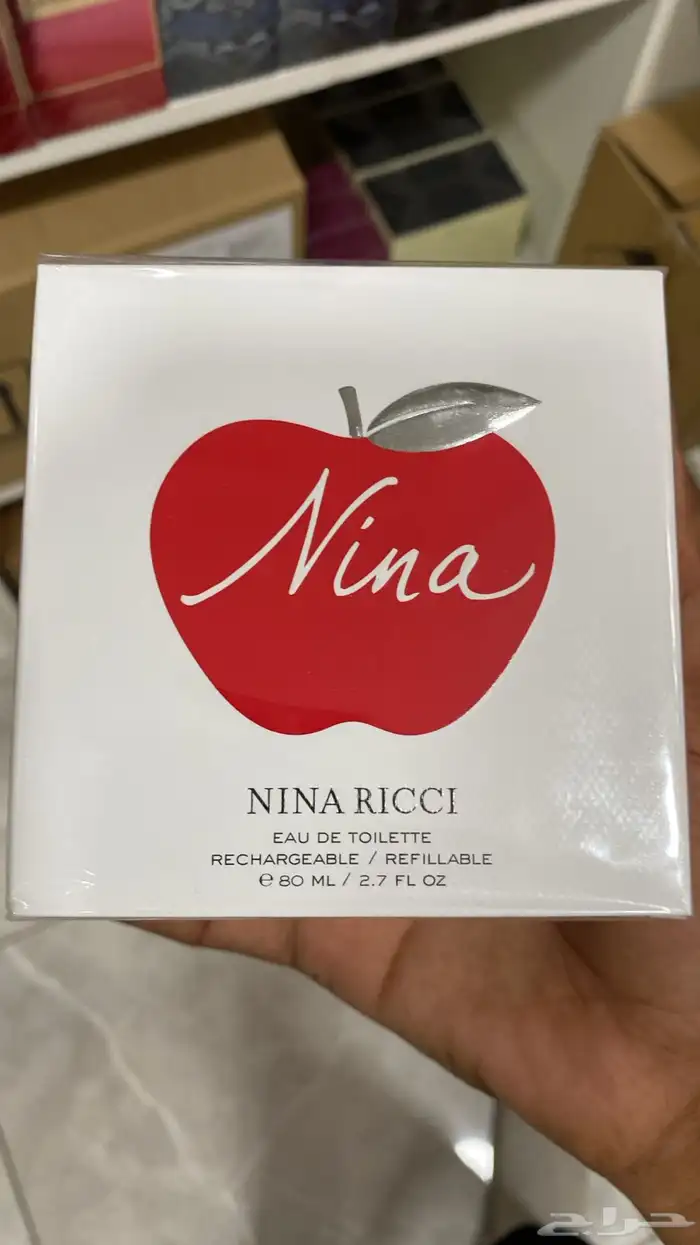 Nina
NINA RICCI
EAU DE TOILETTE
RECHARGEABLE / REFILLABLE
℮ 80 ML / 2.7 FL OZ
حراج